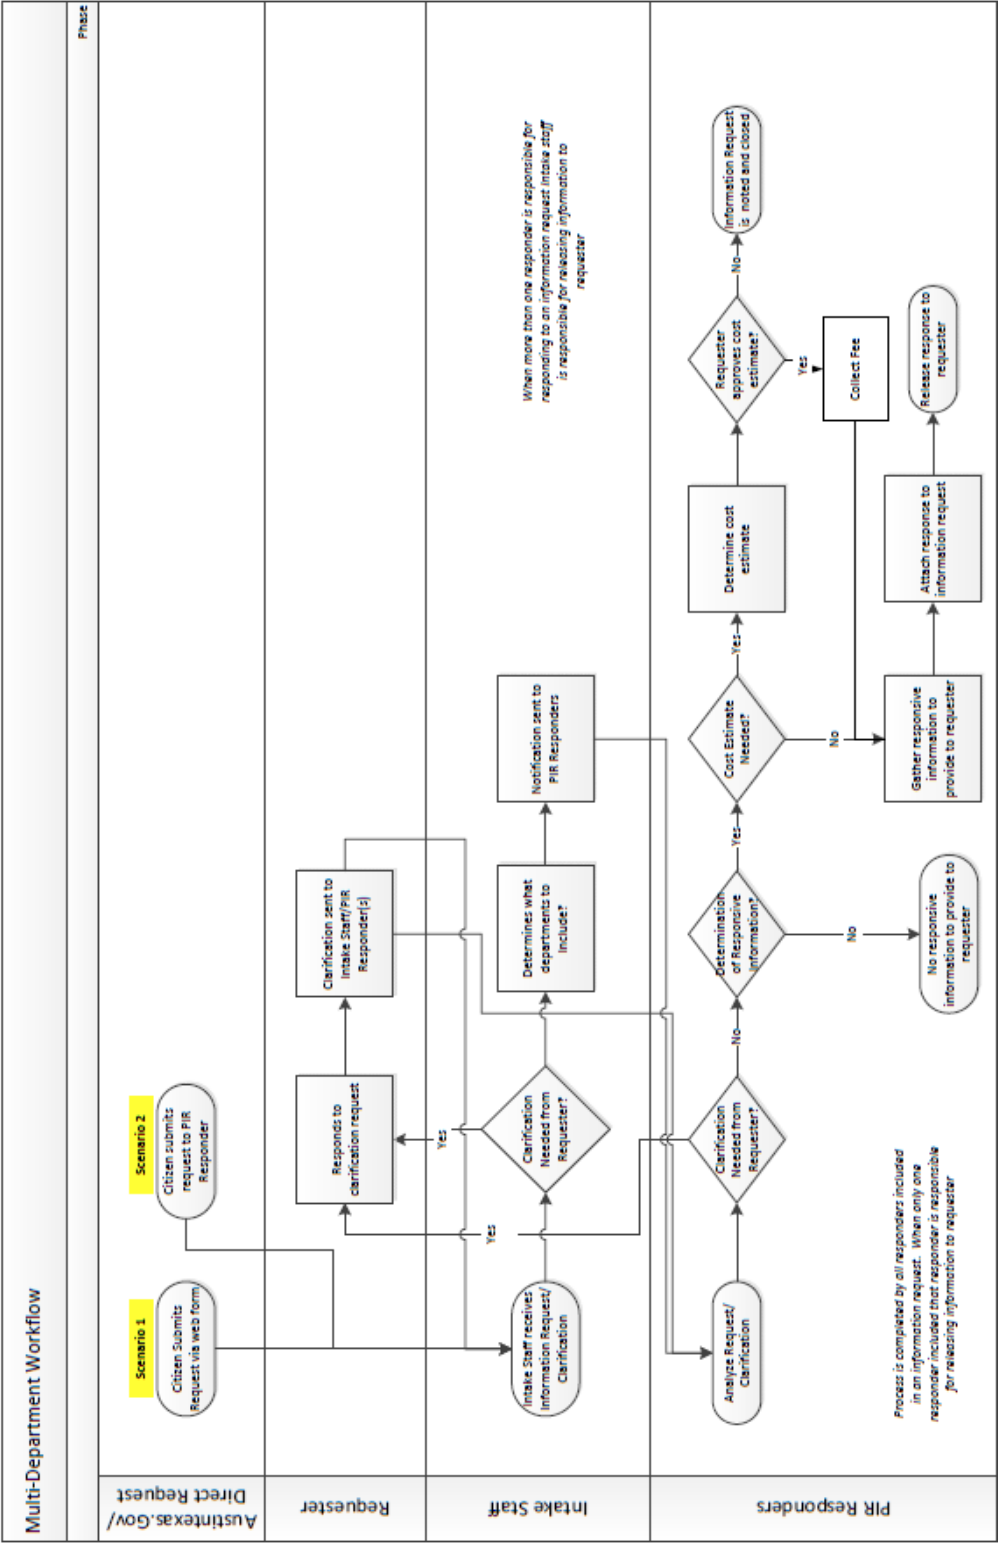 Multi-Department Workflow
Phase
Austintexas.Gov/
Direct Request
Scenario 1
Citizen Submits
Request via web form
Scenario 2
Citizen submits
request to PIR
Responder
Requester
Responds to
clarification request
Clarification sent to
Intake Staff/PIR
Responder(s)
Yes
Yes
Intake Staff
Intake Staff receives
Information Request/
Clarification
Clarification
Needed from
Requester?
Determines what
departments to
Include?
Notification sent to
PIR Responders
When more than one responder is responsible for
responding to an information request Intake staff
is responsible for releasing information to
requester
PIR Responders
Analyze Request/
Clarification
Clarification
Needed from
Requester?
No
Determination
of Responsive
Information?
Yes
Cost Estimate
Needed?
Yes
Determine cost
estimate
Requester
approves cost
estimate?
No
Information Request
is noted and closed
Yes
Collect Fee
No
No
No responsive
information to provide to
requester
Gather responsive
information to
provide to requester
Attach response to
information request
Release response to
requester
Process is completed by all responders included
in an information request. When only one
responder included that responder is responsible
for releasing information to requester